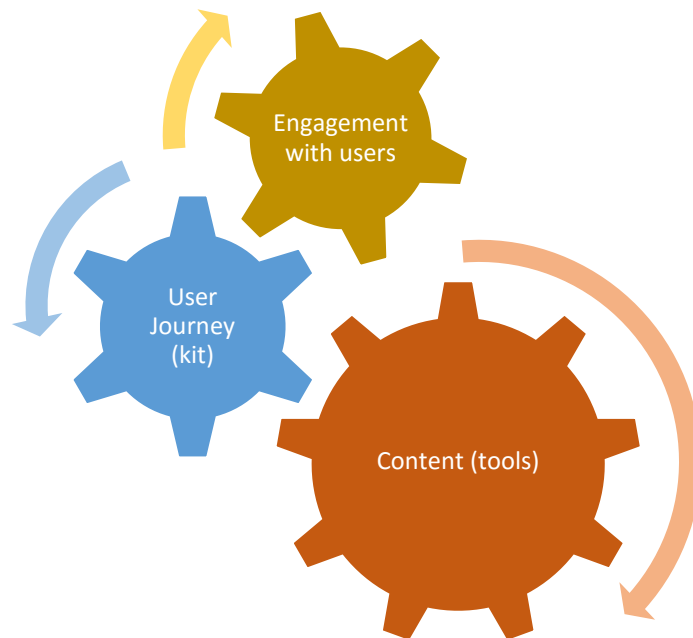 Engagement
with users
User
Journey
(kit)
Content (tools)